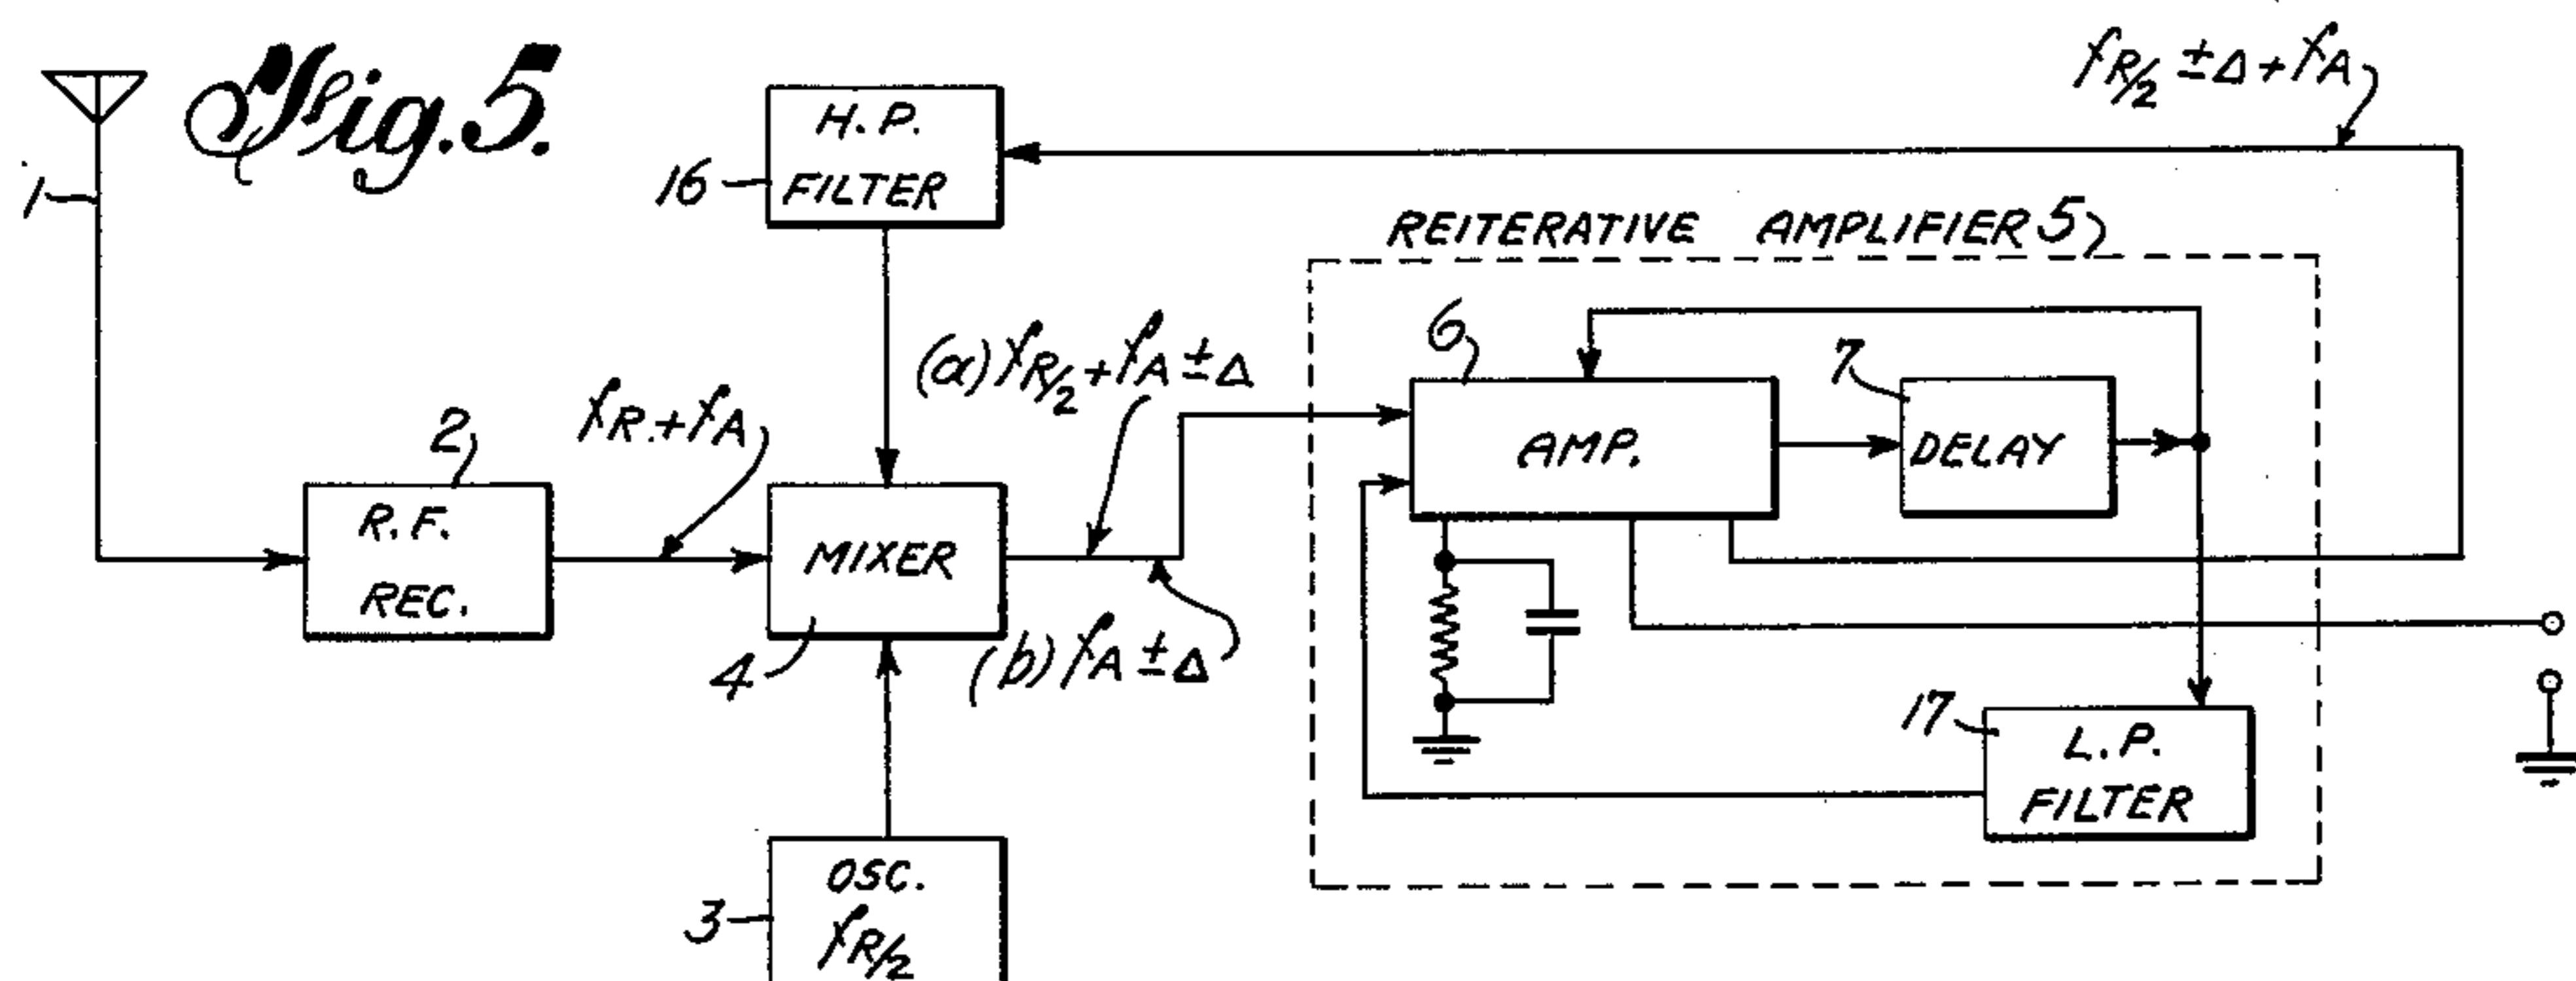 Fig. 5.
1
H. P.
FILTER
16
fR/2 ± Δ + fA
REITERATIVE AMPLIFIER 5
6
7
(a) fR/2 + fA ± Δ
AMP.
DELAY
2
fR + fA
R. F.
REC.
MIXER
4
(b) fA ± Δ
17
L. P.
FILTER
OSC.
fR/2
3